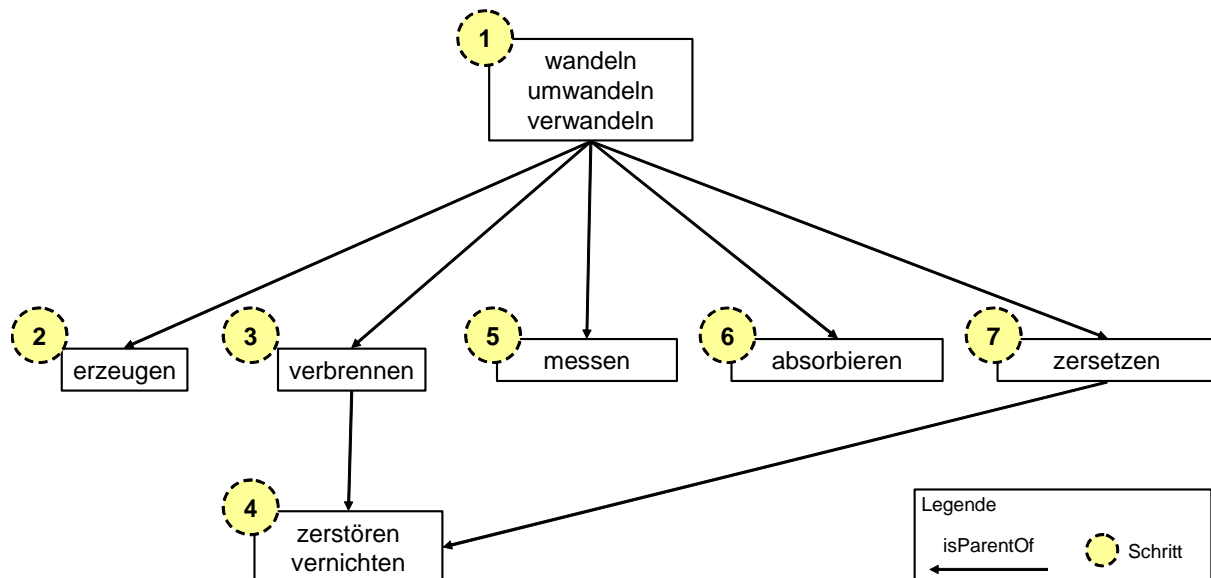 1
wandeln
umwandeln
verwandeln
2
erzeugen
3
verbrennen
5
messen
6
absorbieren
7
zersetzen
4
zerstören
vernichten
Legende
isParentOf
Schritt